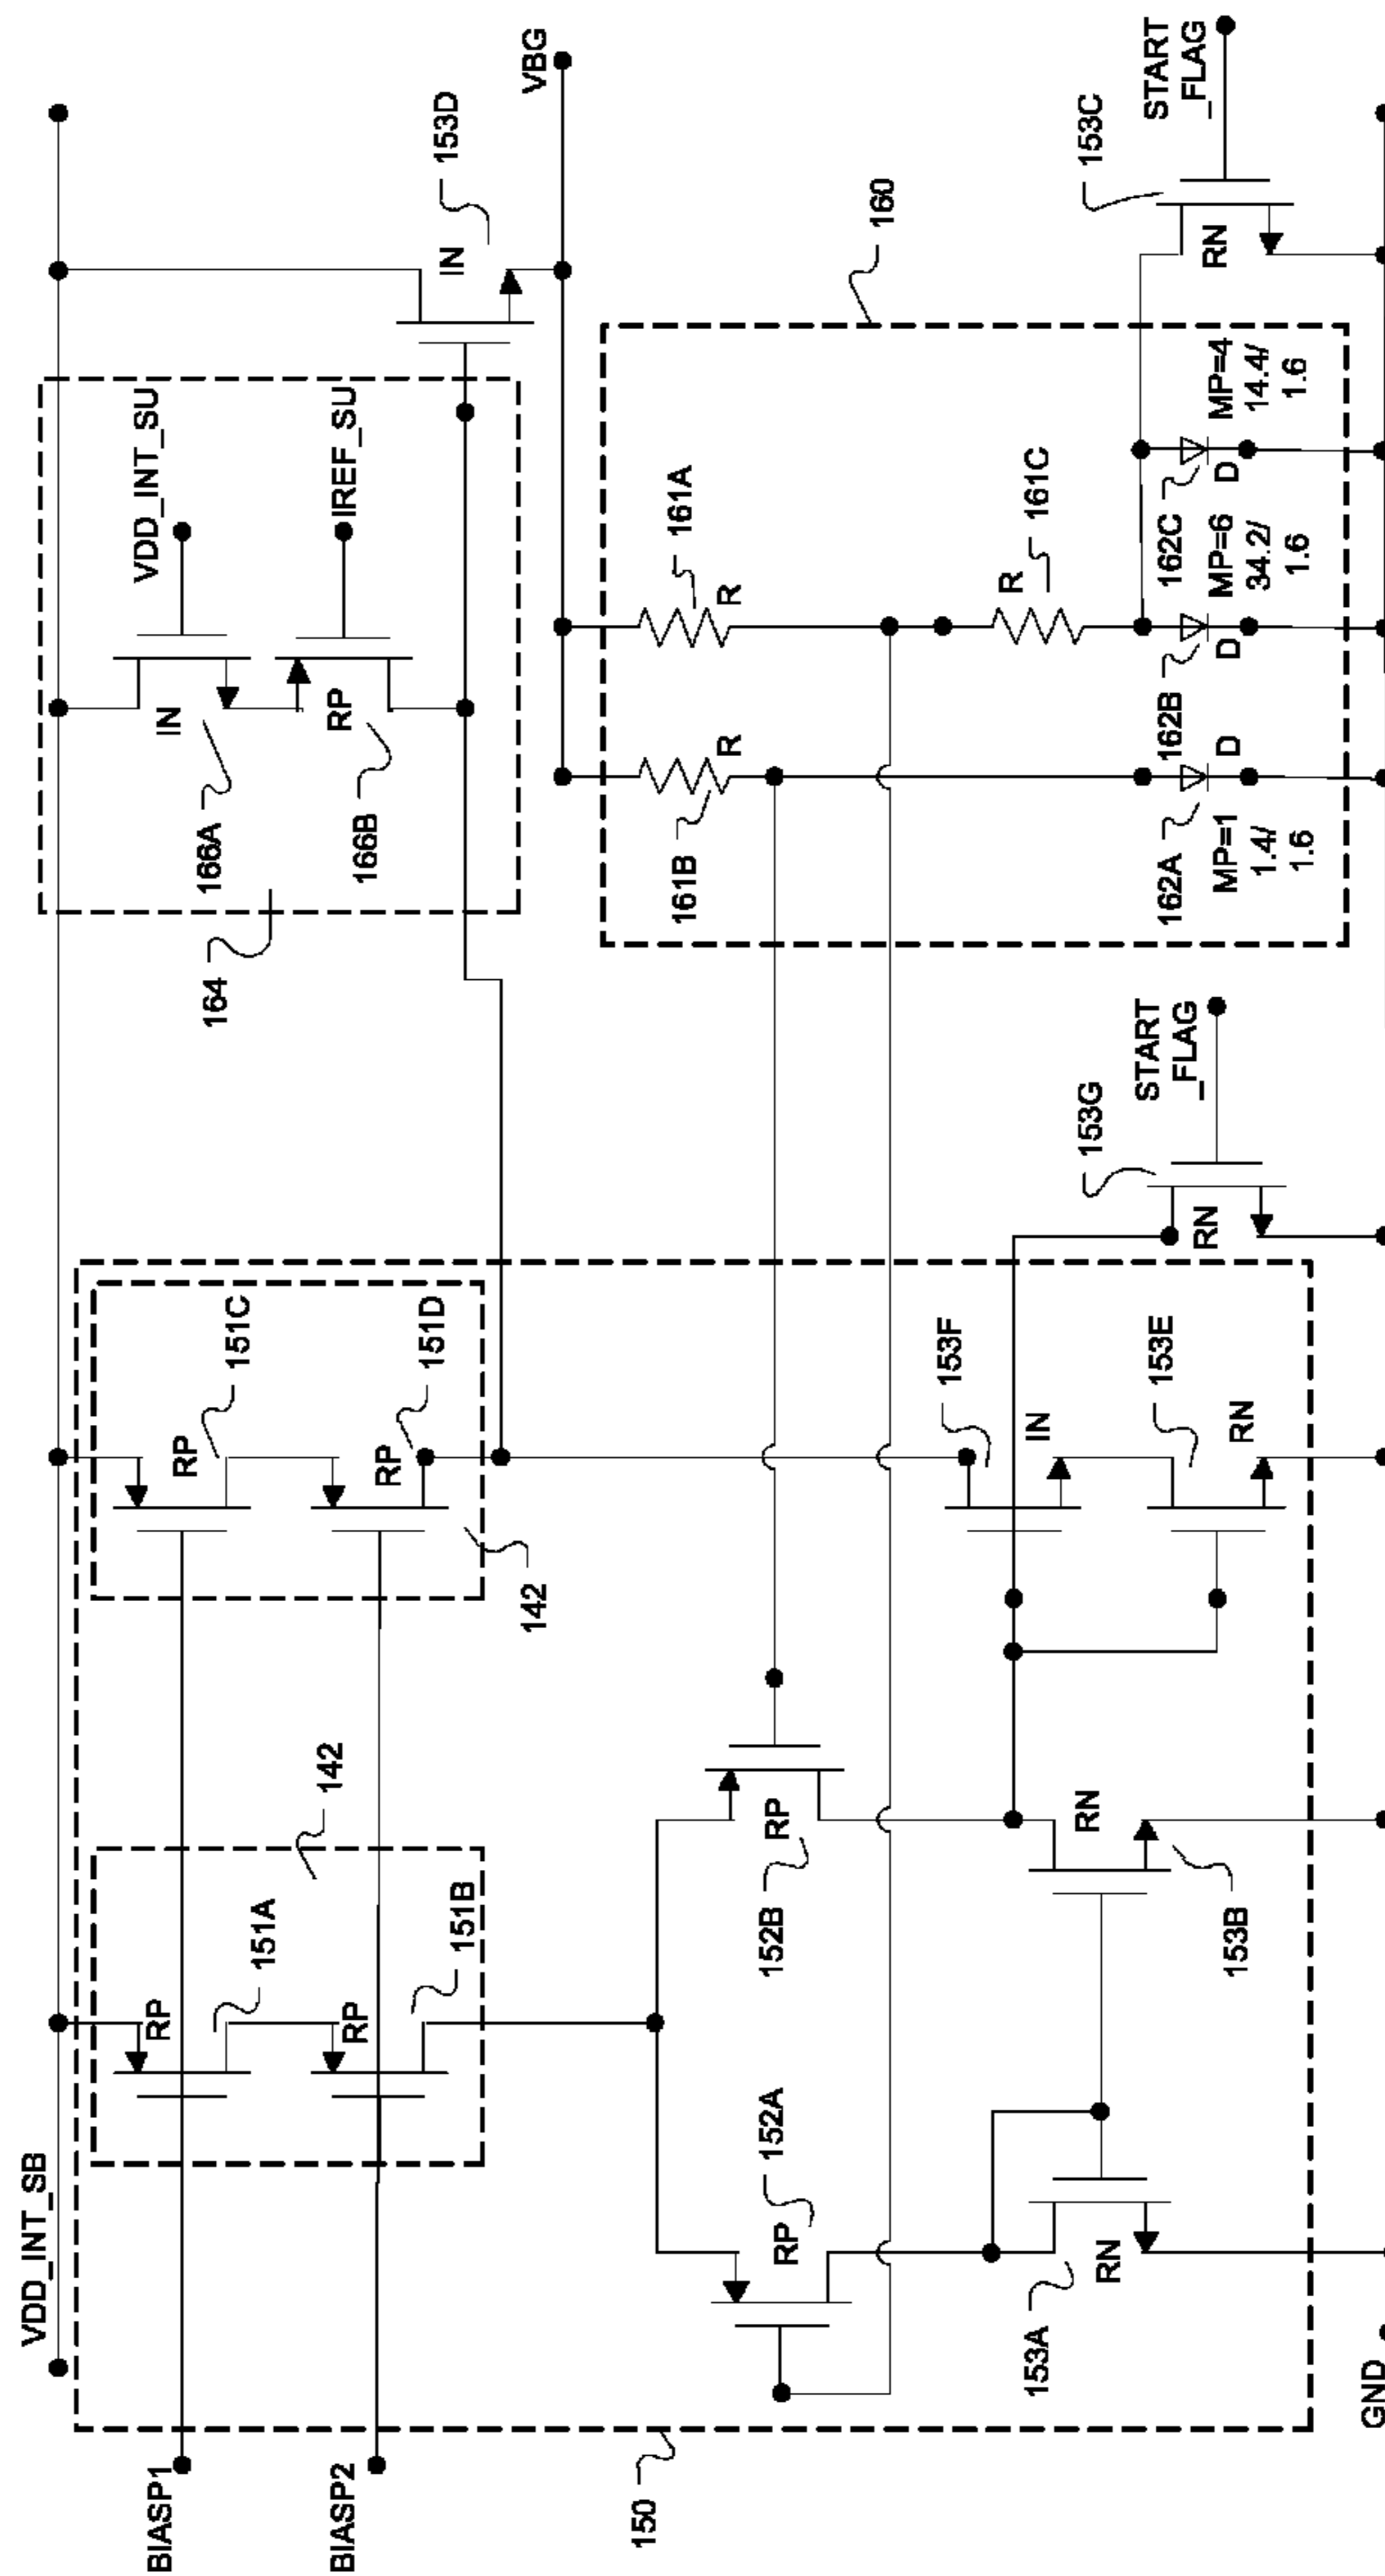 VDD_INT_SB
BIASP1
BIASP2
150
RP
151A
RP
151B
142
RP
151C
RP
151D
142
164
IN
166A
VDD_INT_SU
RP
166B
IREF_SU
IN
153D
VBG
152A
RP
RP
152B
161B
R
161A
R
R
161C
160
153A
RN
RN
153B
153F
IN
153E
RN
153G
RN
START
_FLAG
162A
MP=1
1.4/
1.6
D
162B
MP=6
34.2/
1.6
D
162C
MP=4
14.4/
1.6
D
153C
RN
START
_FLAG
GND